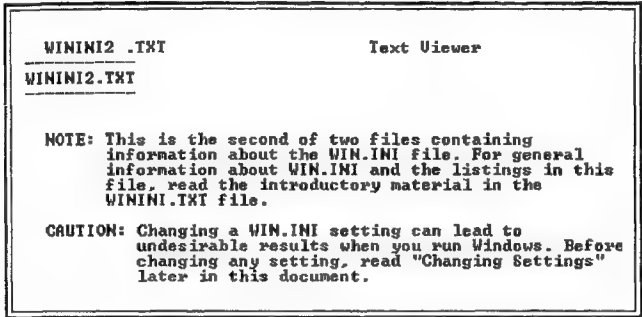 WININI2 .TXT Text Viewer
WININI2.TXT
NOTE: This is the second of two files containing
information about the WIN.INI file. For general
information about WIN.INI and the listings in this
file, read the introductory material in the
WININI.TXT file.
CAUTION: Changing a WIN.INI setting can lead to
undesirable results when you run Windows. Before
changing any setting, read "Changing Settings"
later in this document.